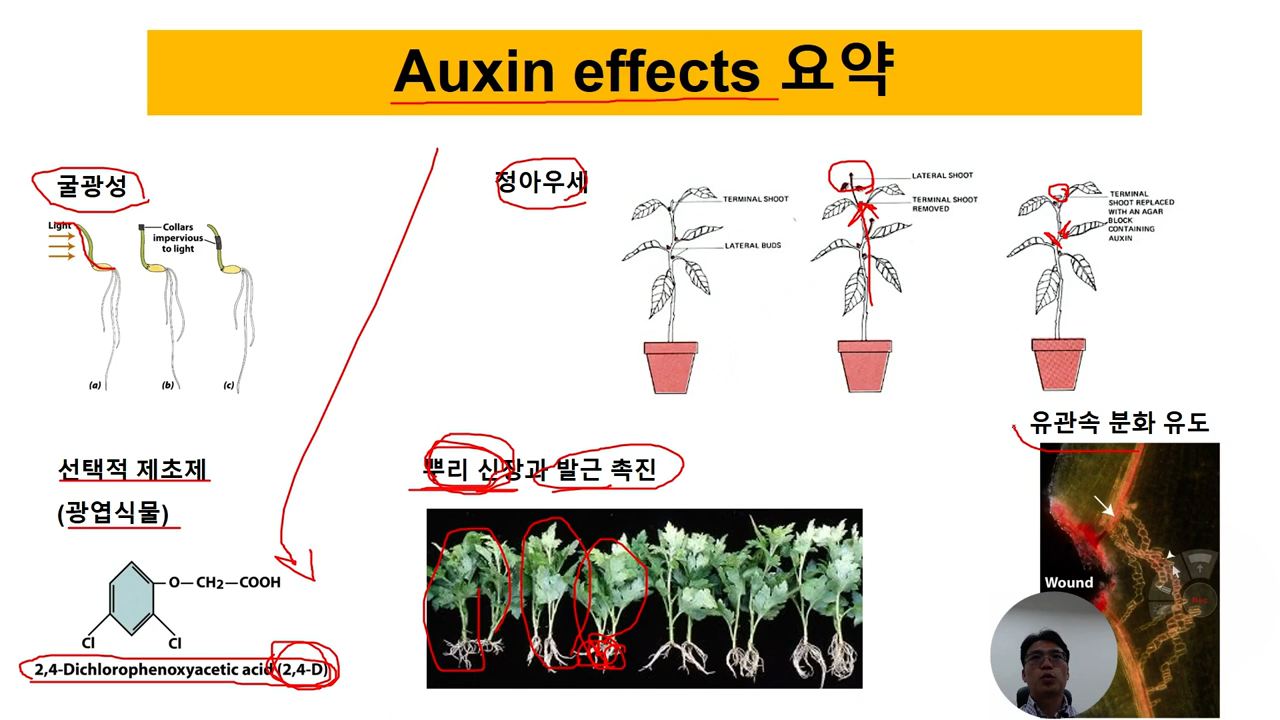 Auxin effects 요약
굴광성
Light
Collars
impervious
to light
(a)
(b)
(c)
정아우세
TERMINAL SHOOT
LATERAL BUDS
LATERAL SHOOT
TERMINAL SHOOT
REMOVED
TERMINAL
SHOOT REPLACED
WITH AN AGAR
BLOCK
CONTAINING
AUXIN
선택적 제초제
(광엽식물)
O—CH2—COOH
Cl
Cl
2,4-Dichlorophenoxyacetic acid (2,4-D)
뿌리 신장과 발근 촉진
유관속 분화 유도
Wound